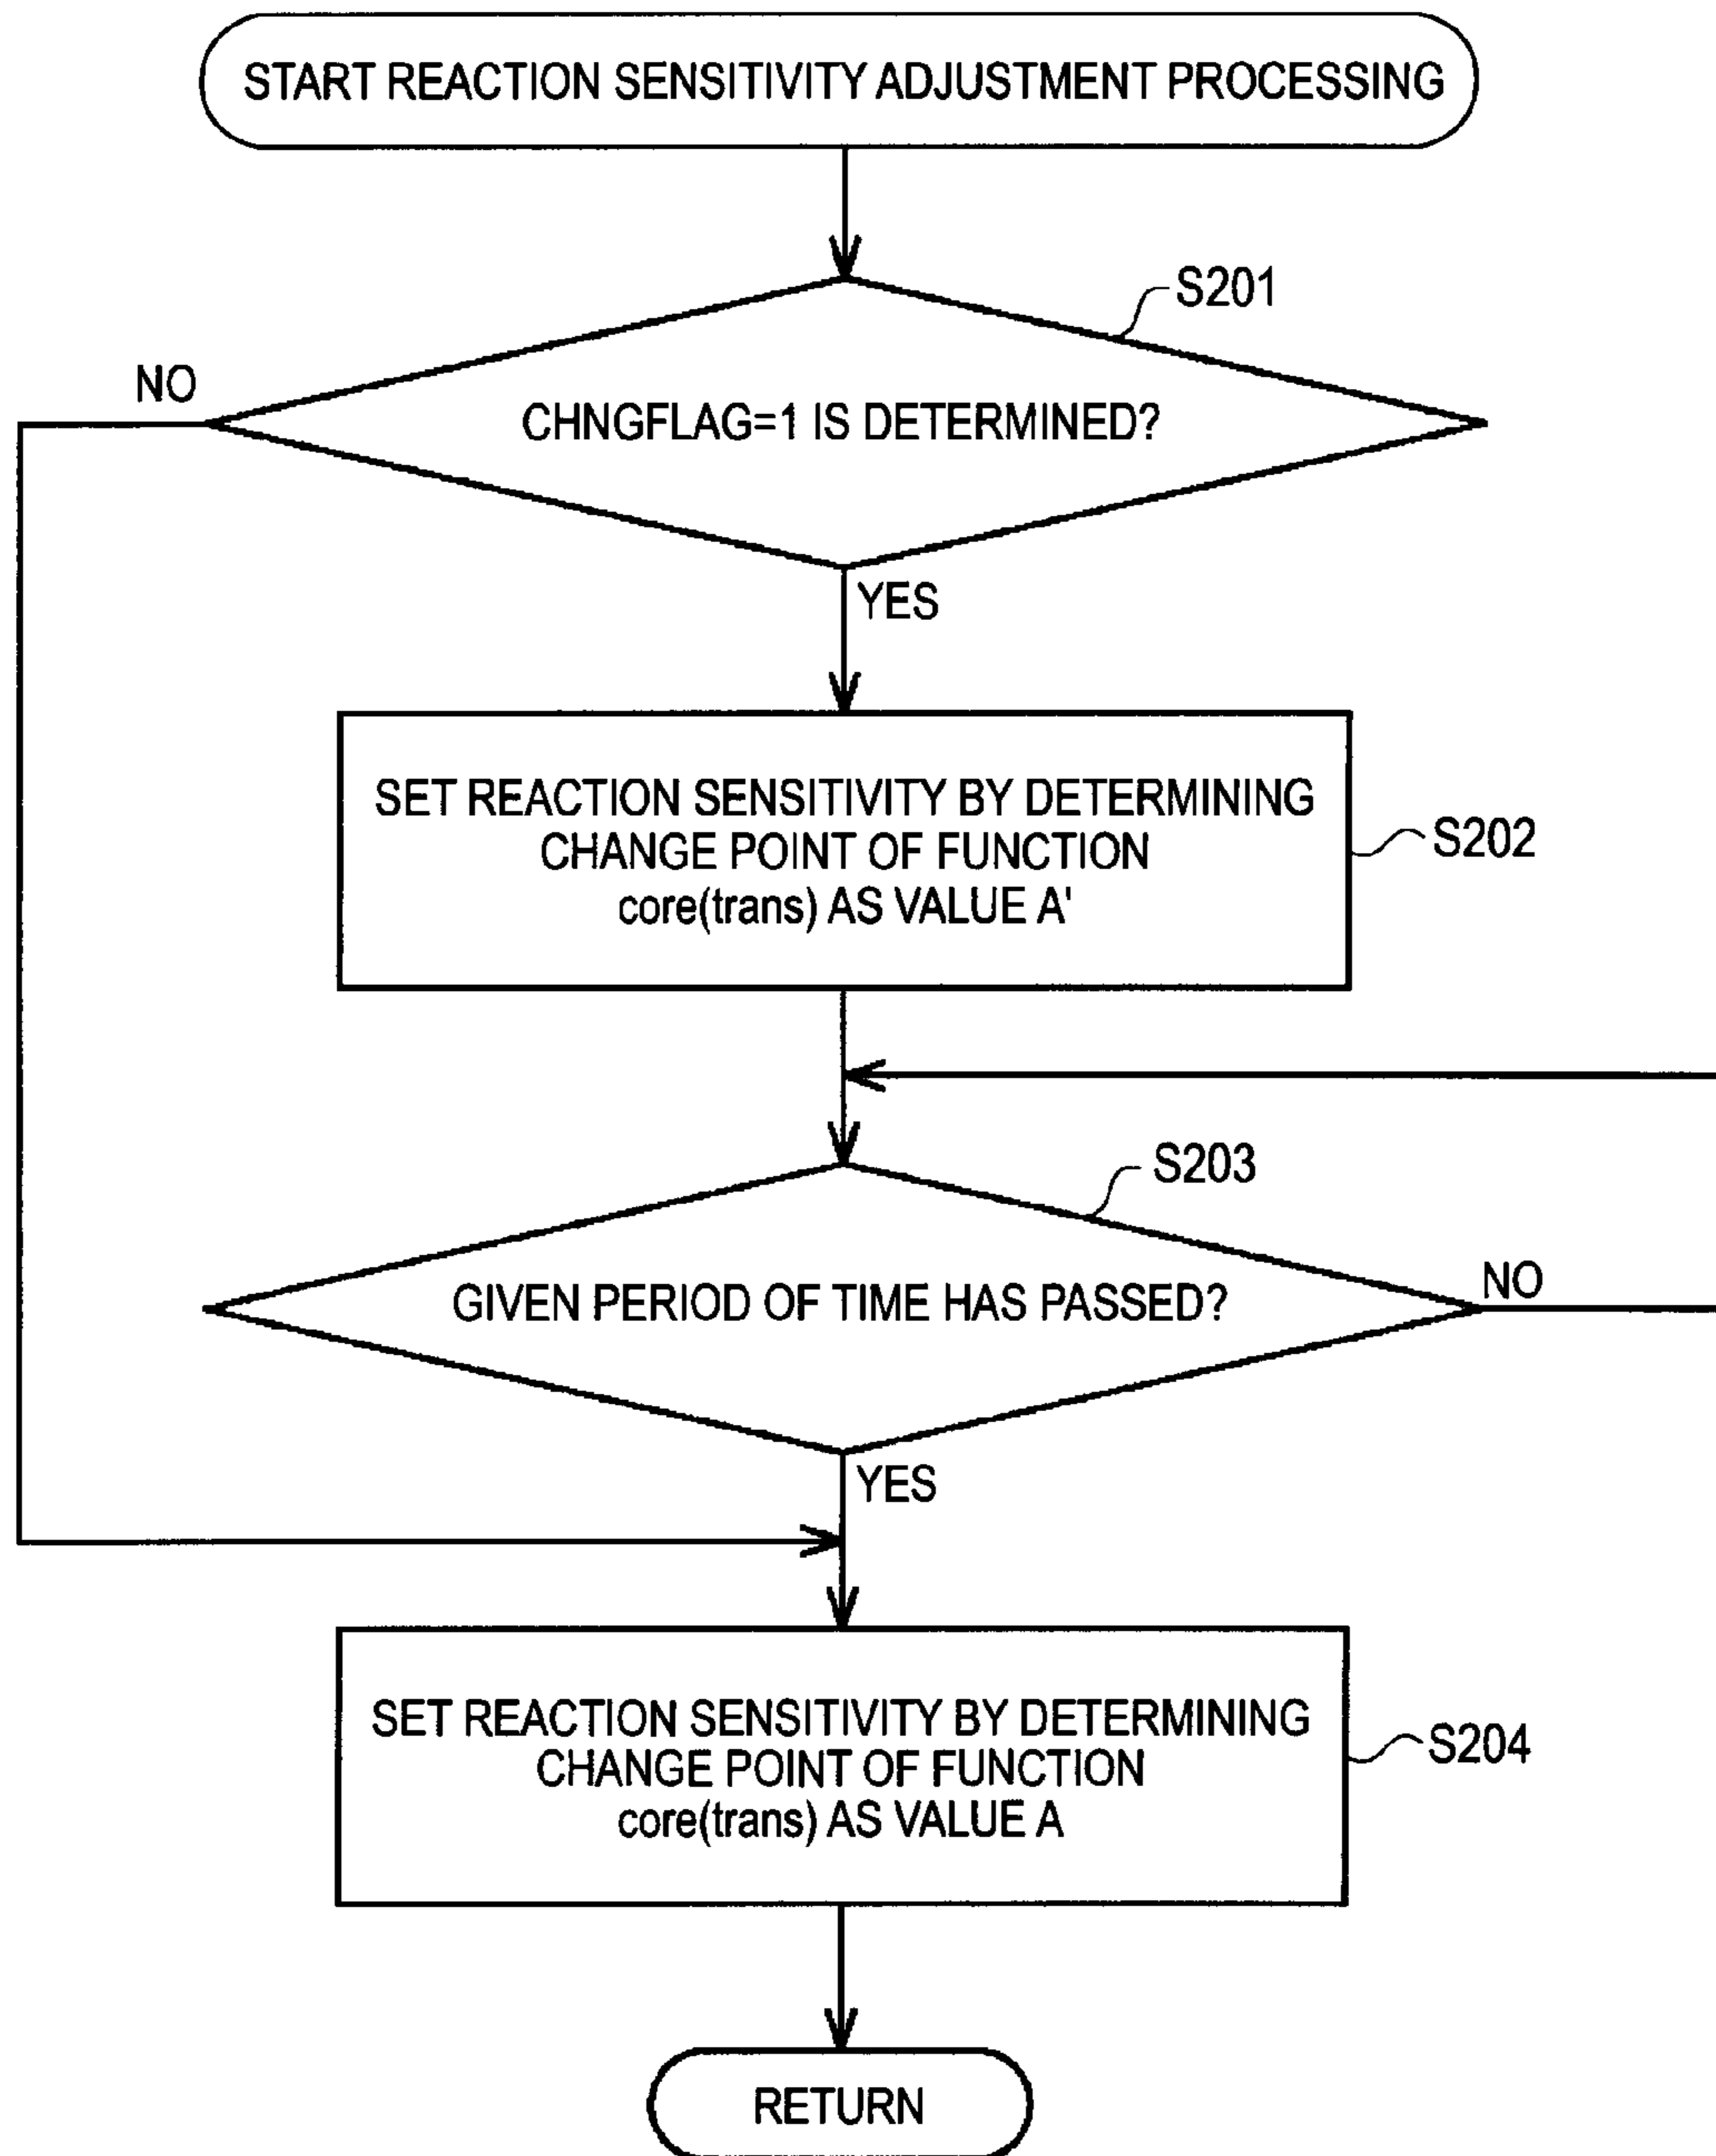 START REACTION SENSITIVITY ADJUSTMENT PROCESSING
S201
NO
CHNGFLAG=1 IS DETERMINED?
YES
SET REACTION SENSITIVITY BY DETERMINING
CHANGE POINT OF FUNCTION
core(trans) AS VALUE A'
S202
S203
GIVEN PERIOD OF TIME HAS PASSED?
NO
YES
SET REACTION SENSITIVITY BY DETERMINING
CHANGE POINT OF FUNCTION
core(trans) AS VALUE A
S204
RETURN